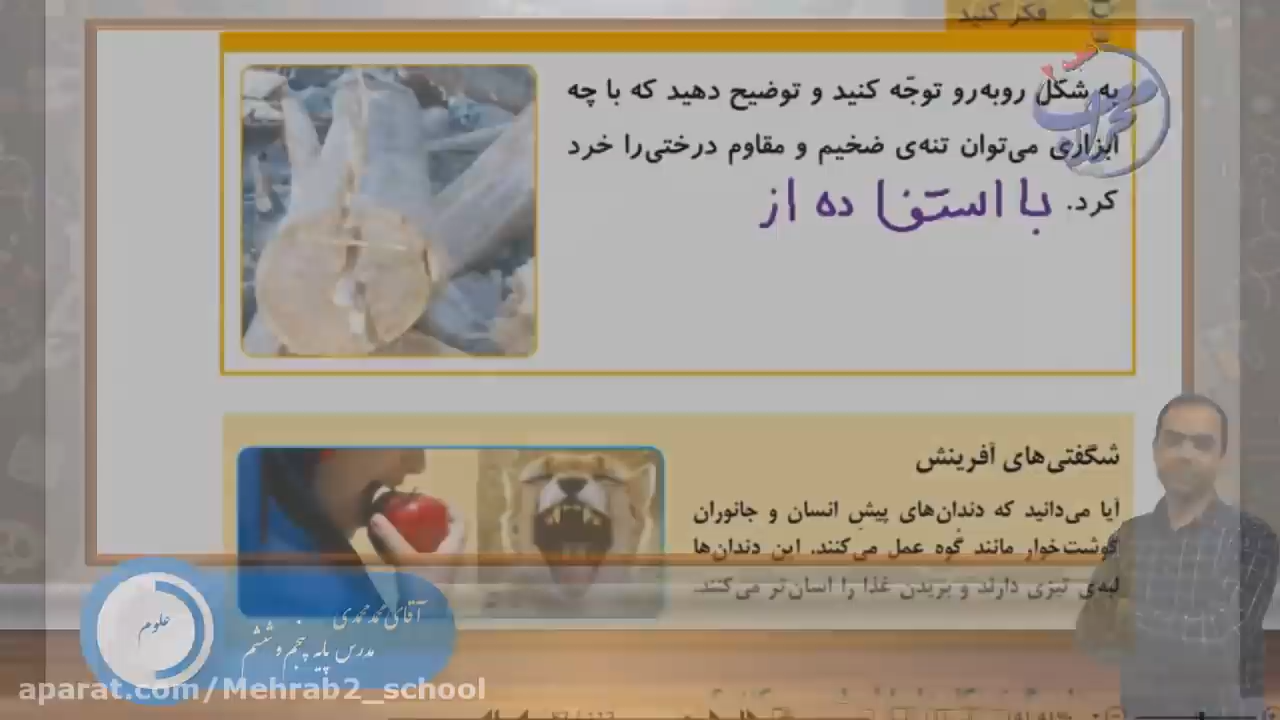 فکر کنید
به شکل روبه‌رو توجّه کنید و توضیح دهید که با چه
ابزاری می‌توان تنه‌ی ضخیم و مقاوم درختی‌را خرد
کرد. با استفاده از
شگفتی‌های آفرینش
آیا می‌دانید که دندان‌های پیشِ انسان و جانوران
گوشت‌خوار مانند گُوِه عمل می‌کنند. این دندان‌ها
لبه‌ی تیزی دارند و بریدن غذا را آسان‌تر می‌کنند.
علوم
آقای محمدمحمدی
مدرس پایه پنجم و ششم
aparat.com/Mehrab2_school